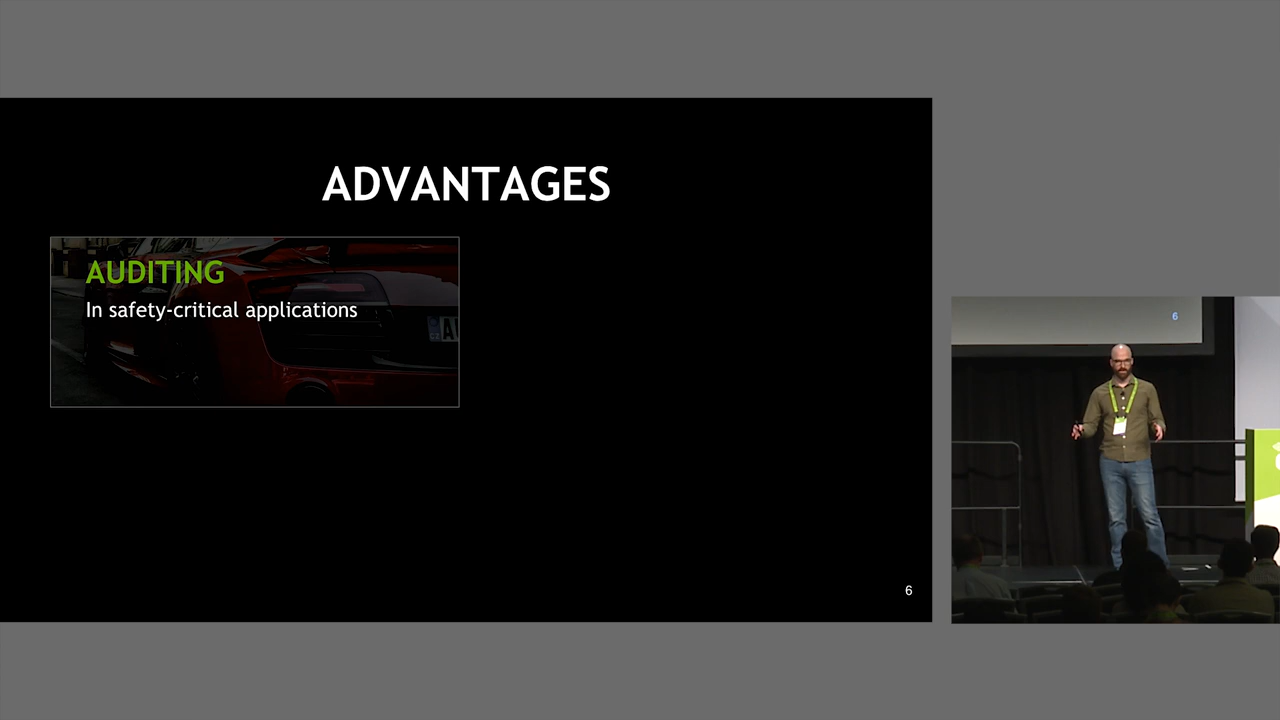 ADVANTAGES
AUDITING
In safety-critical applications
6
6